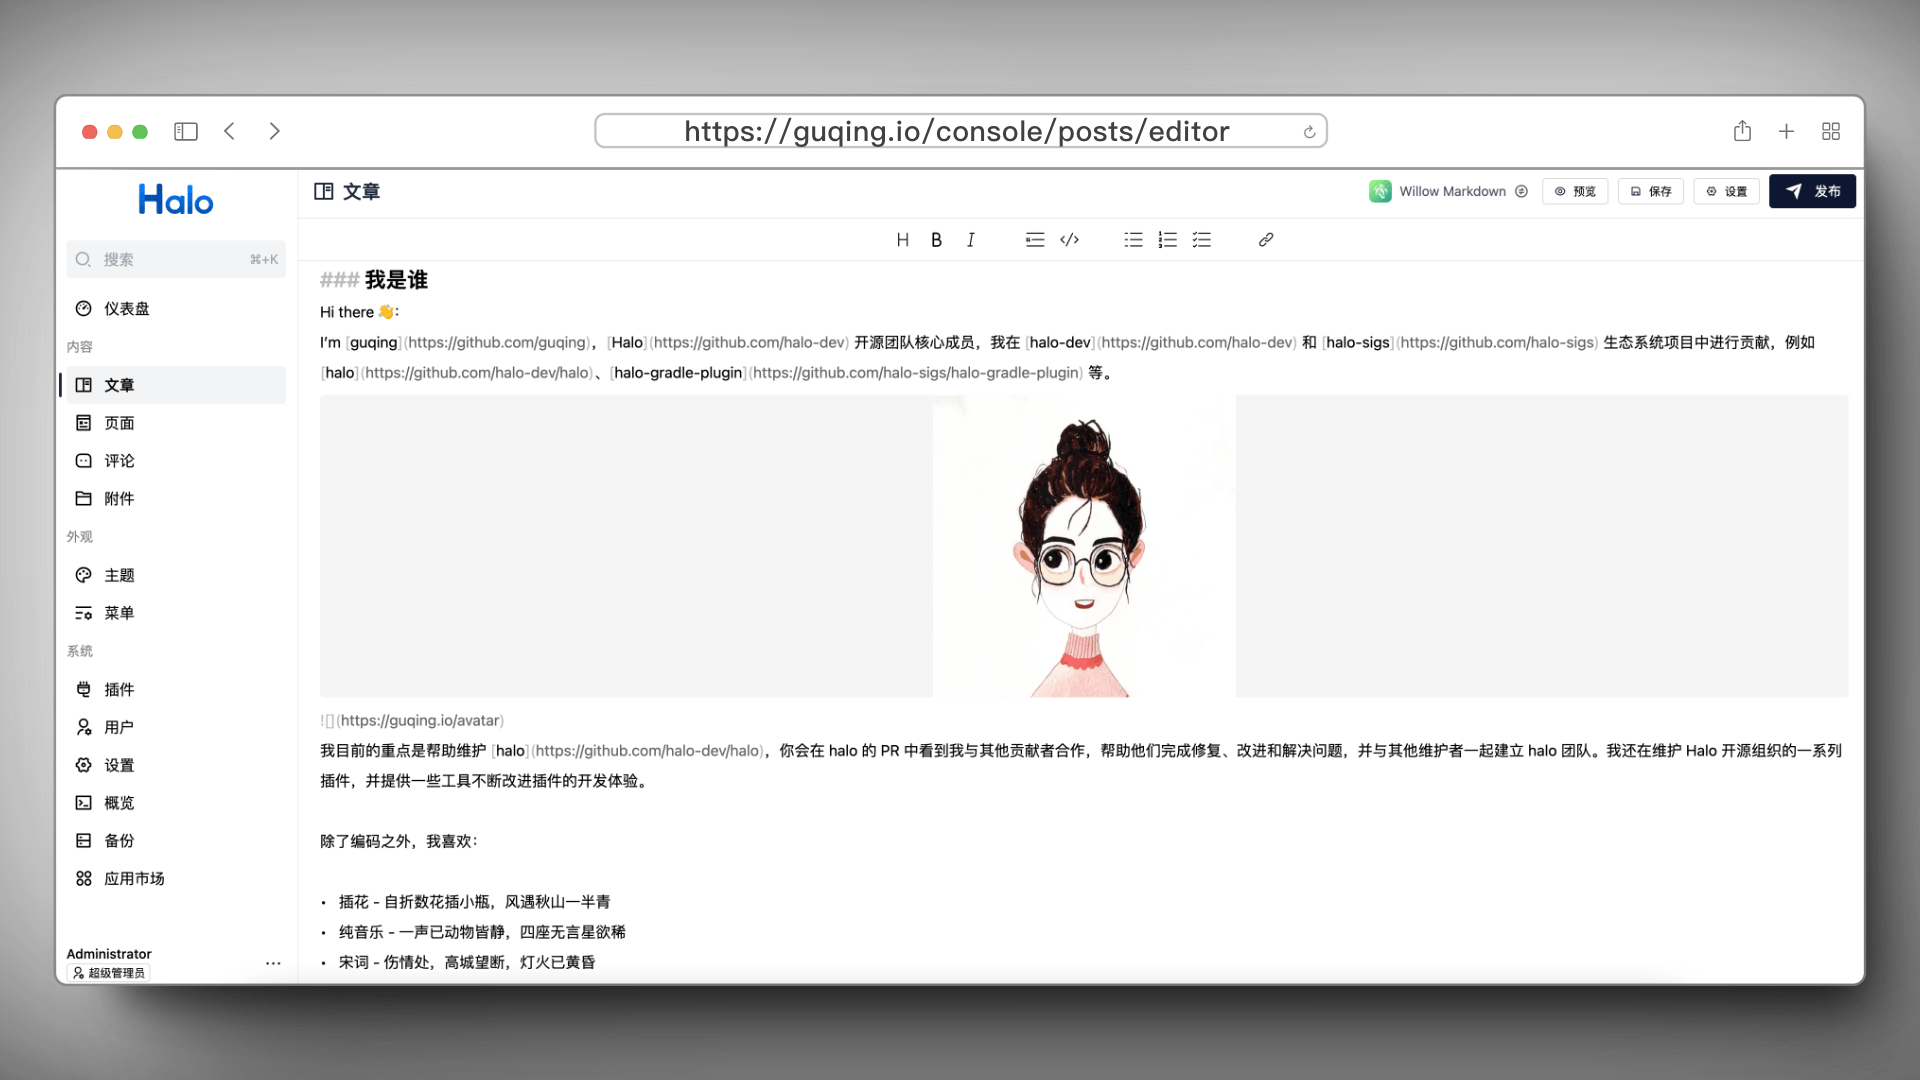 https://guqing.io/console/posts/editor
Halo
搜索 ⌘+K
仪表盘
内容
文章
页面
评论
附件
外观
主题
菜单
系统
插件
用户
设置
概览
备份
应用市场
Administrator
超级管理员
文章
Willow Markdown
预览
保存
设置
发布
H B I
### 我是谁
Hi there 👋:
I'm [guqing](https://github.com/guqing)，[Halo](https://github.com/halo-dev) 开源团队核心成员，我在 [halo-dev](https://github.com/halo-dev) 和 [halo-sigs](https://github.com/halo-sigs) 生态系统项目中进行贡献，例如
[halo](https://github.com/halo-dev/halo)、[halo-gradle-plugin](https://github.com/halo-sigs/halo-gradle-plugin) 等。
![](https://guqing.io/avatar)
我目前的重点是帮助维护 [halo](https://github.com/halo-dev/halo)，你会在 halo 的 PR 中看到我与其他贡献者合作，帮助他们完成修复、改进和解决问题，并与其他维护者一起建立 halo 团队。我还在维护 Halo 开源组织的一系列
插件，并提供一些工具不断改进插件的开发体验。
除了编码之外，我喜欢：
• 插花 - 自折数花插小瓶，风遇秋山一半青
• 纯音乐 - 一声已动物皆静，四座无言星欲稀
• 宋词 - 伤情处，高城望断，灯火已黄昏